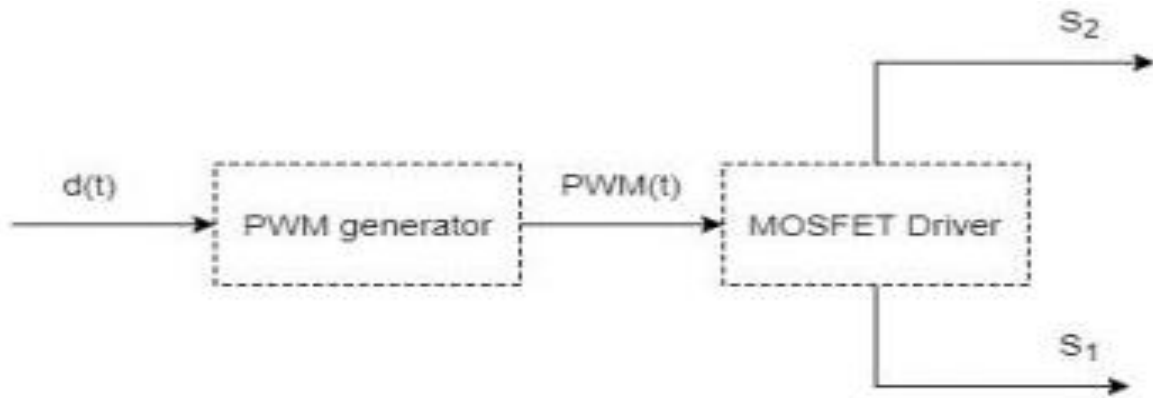 S2
d(t)
PWM generator
PWM(t)
MOSFET Driver
S1